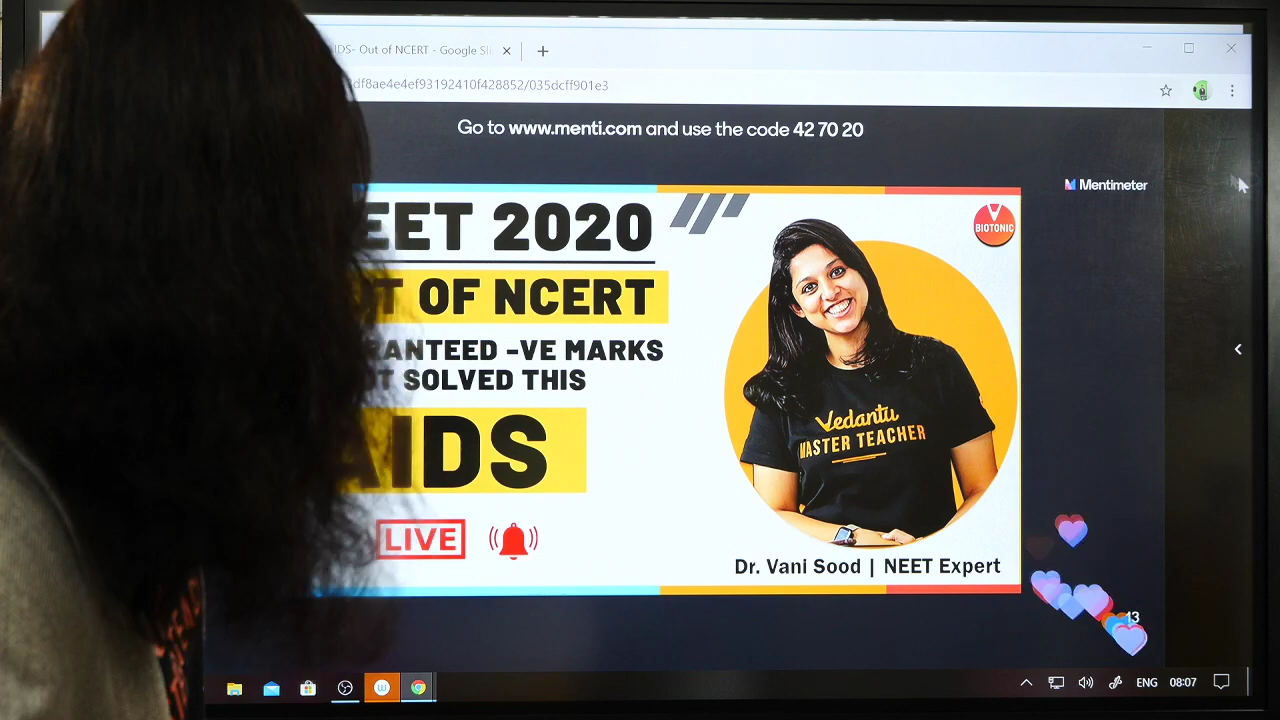 IDS- Out of NCERT - Google Sli
df8ae4e4ef93192410f428852/035dcff901e3
Go to www.menti.com and use the code 42 70 20
Mentimeter
EET 2020
T OF NCERT
RANTEED -VE MARKS
OT SOLVED THIS
AIDS
LIVE
BIOTONIC
Vedantu
MASTER TEACHER
Dr. Vani Sood | NEET Expert
13
ENG 08:07